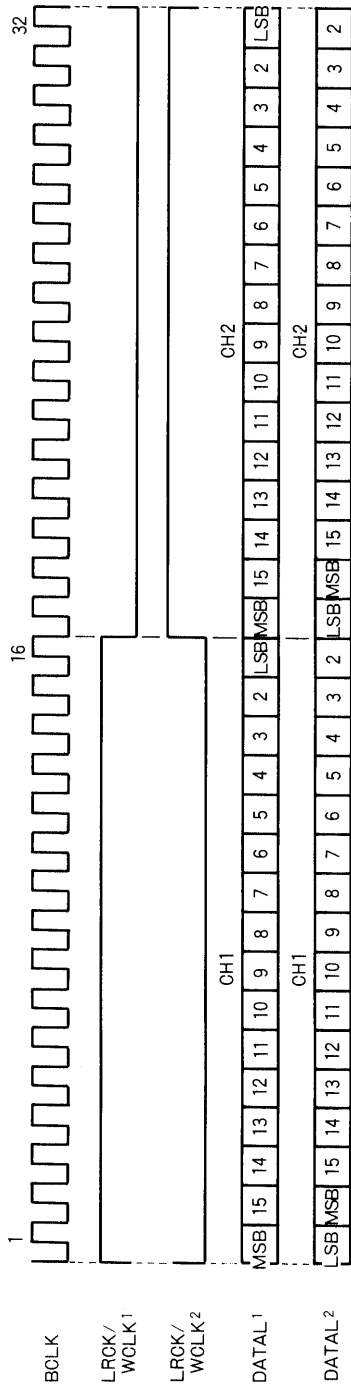 1 16 32
BCLK
LRCK/
WCLK¹
LRCK/
WCLK²
CH1 CH2
DATAL¹ MSB 15 14 13 12 11 10 9 8 7 6 5 4 3 2 LSB MSB 15 14 13 12 11 10 9 8 7 6 5 4 3 2 LSB
CH1 CH2
DATAL² LSB MSB 15 14 13 12 11 10 9 8 7 6 5 4 3 2 LSB MSB 15 14 13 12 11 10 9 8 7 6 5 4 3 2